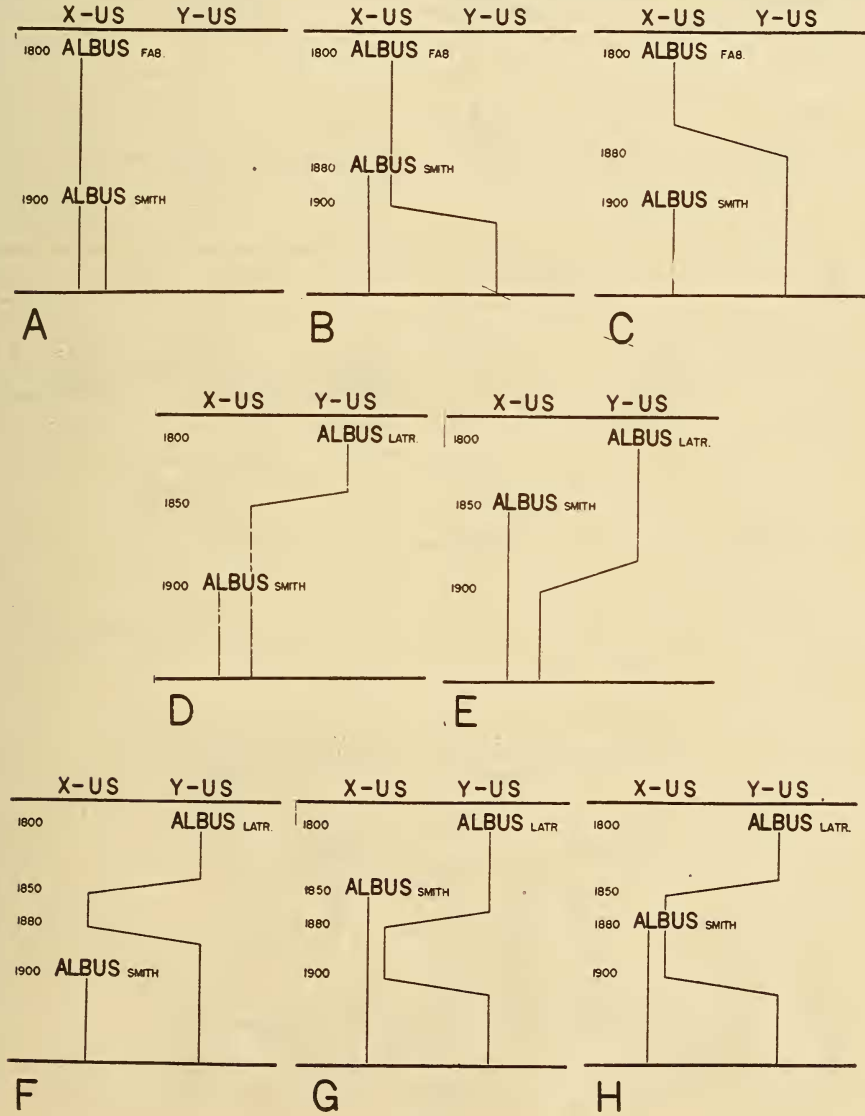 X-US Y-US
1800 ALBUS FAB.
1900 ALBUS SMITH
A
X-US Y-US
1800 ALBUS FAB
1880 ALBUS SMITH
1900
B
X-US Y-US
1800 ALBUS FAB.
1880
1900 ALBUS SMITH
C
X-US Y-US
1800 ALBUS LATR.
1850
1900 ALBUS SMITH
D
X-US Y-US
1800 ALBUS LATR.
1850 ALBUS SMITH
1900
E
X-US Y-US
1800 ALBUS LATR.
1850
1880
1900 ALBUS SMITH
F
X-US Y-US
1800 ALBUS LATR
1850 ALBUS SMITH
1880
1900
G
X-US Y-US
1800 ALBUS LATR.
1850
1880 ALBUS SMITH
1900
H